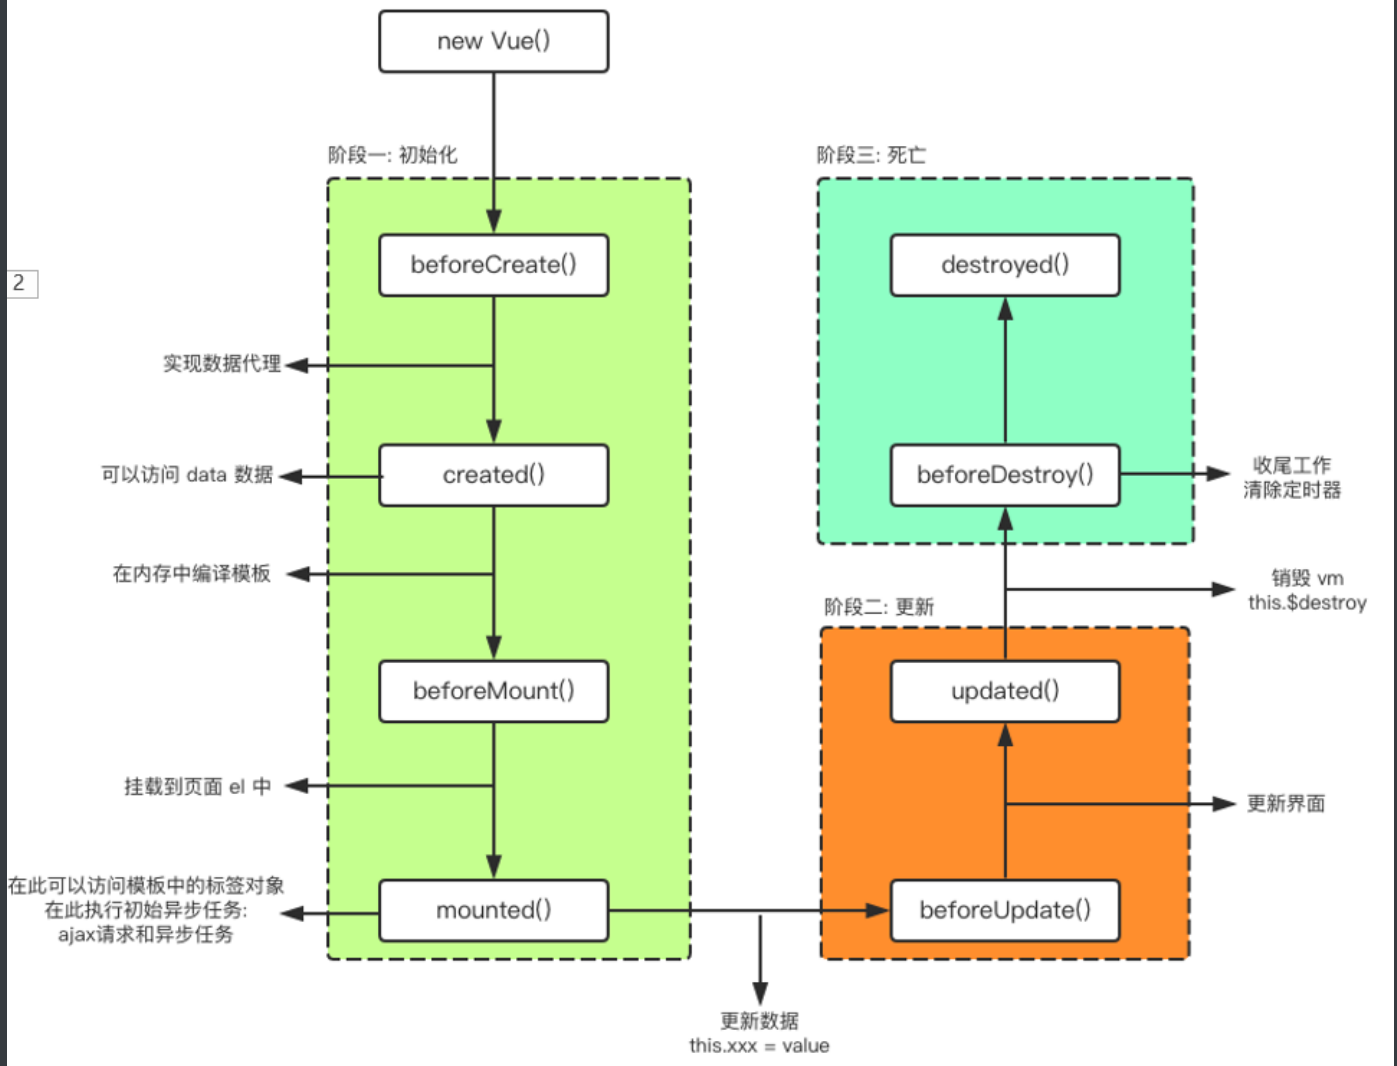 new Vue()
阶段一: 初始化
beforeCreate()
2
实现数据代理
created()
可以访问 data 数据
在内存中编译模板
beforeMount()
挂载到页面 el 中
在此可以访问模板中的标签对象
在此执行初始异步任务:
ajax请求和异步任务
mounted()
更新数据
this.xxx = value
阶段三: 死亡
destroyed()
beforeDestroy()
收尾工作
清除定时器
销毁 vm
this.$destroy
阶段二: 更新
updated()
更新界面
beforeUpdate()